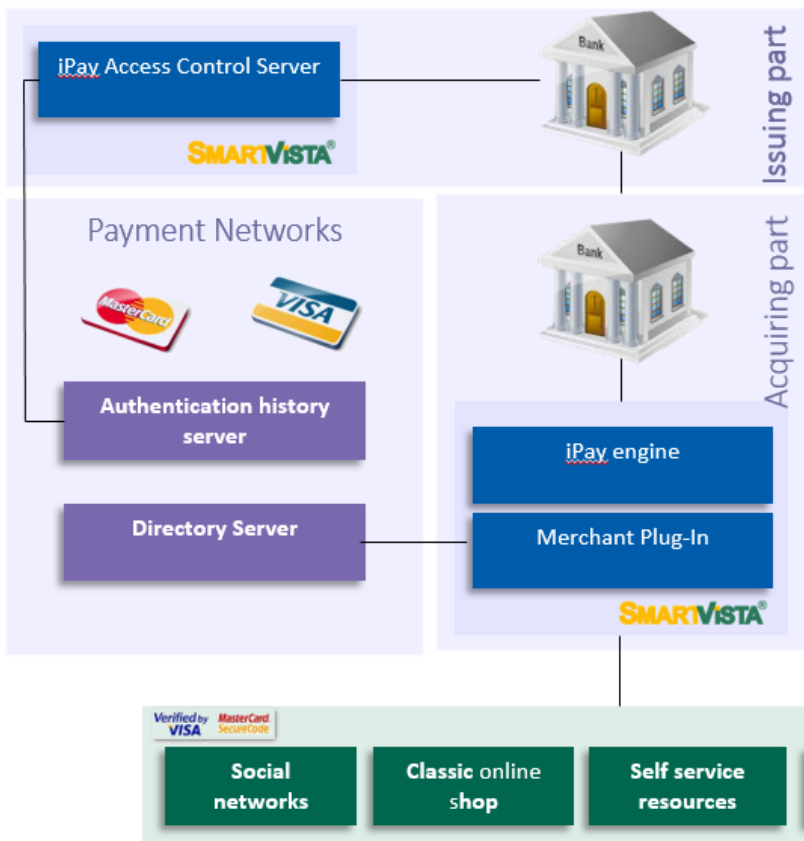 iPay Access Control Server
SMARTVISTA®
Bank
Issuing part
Payment Networks
MasterCard
VISA
Authentication history
server
Directory Server
Bank
Acquiring part
iPay engine
Merchant Plug-In
SMARTVISTA®
Verified by
VISA
MasterCard.
SecureCode
Social
networks
Classic online
shop
Self service
resources